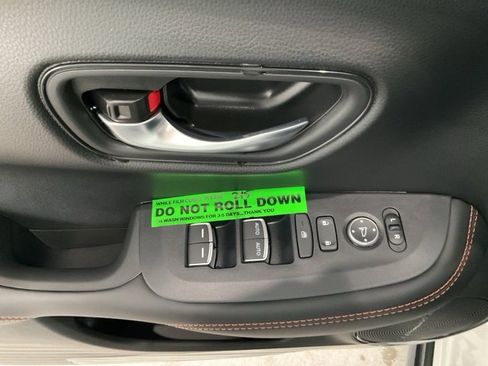 WHILE FILM
DO NOT ROLL DOWN
WASH WINDOWS FOR 3-5 DAYS...THANK YOU
AUTO
AUTO
L
R